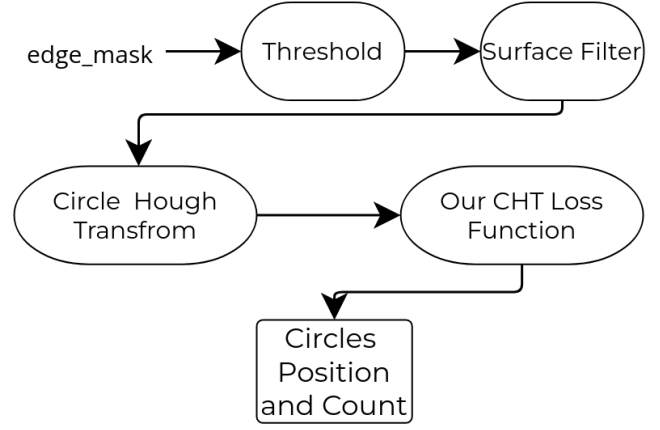 edge_mask
Threshold
Surface Filter
Circle Hough
Transfrom
Our CHT Loss
Function
Circles
Position
and Count